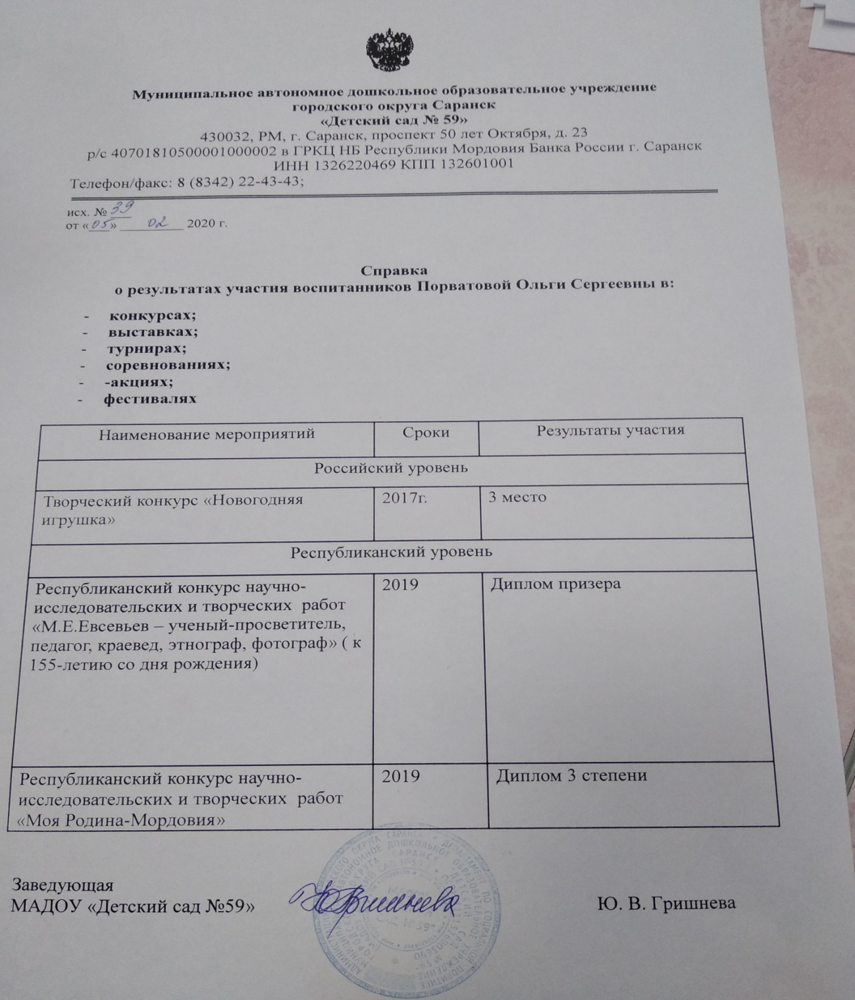 Муниципальное автономное дошкольное образовательное учреждение
городского округа Саранск
«Детский сад № 59»
430032, РМ, г. Саранск, проспект 50 лет Октября, д. 23
р/с 40701810500001000002 в ГРКЦ НБ Республики Мордовия Банка России г. Саранск
ИНН 1326220469 КПП 132601001
Телефон/факс: 8 (8342) 22-43-43;
исх. № 39
от «05» 02 2020 г.
Справка
о результатах участия воспитанников Порватовой Ольги Сергеевны в:
- конкурсах;
- выставках;
- турнирах;
- соревнованиях;
- -акциях;
- фестивалях
Наименование мероприятий Сроки Результаты участия
Российский уровень
Творческий конкурс «Новогодняя 2017г. 3 место
игрушка»
Республиканский уровень
Республиканский конкурс научно- 2019 Диплом призера
исследовательских и творческих работ
«М.Е.Евсевьев – ученый-просветитель,
педагог, краевед, этнограф, фотограф» ( к
155-летию со дня рождения)
Республиканский конкурс научно- 2019 Диплом 3 степени
исследовательских и творческих работ
«Моя Родина-Мордовия»
Заведующая
МАДОУ «Детский сад №59» Ю. В. Гришнева